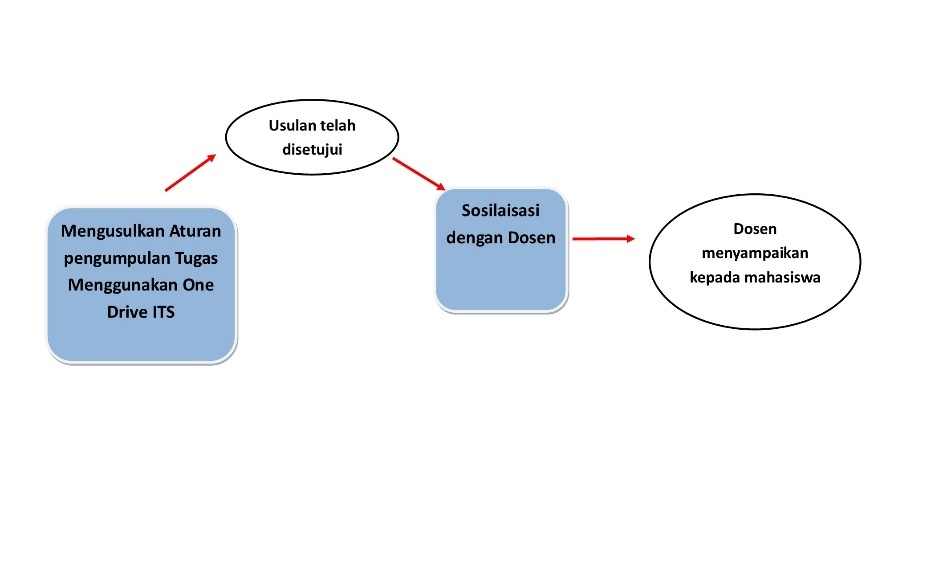 Usulan telah
disetujui
Mengusulkan Aturan
pengumpulan Tugas
Menggunakan One
Drive ITS
Sosilaisasi
dengan Dosen
Dosen
menyampaikan
kepada mahasiswa